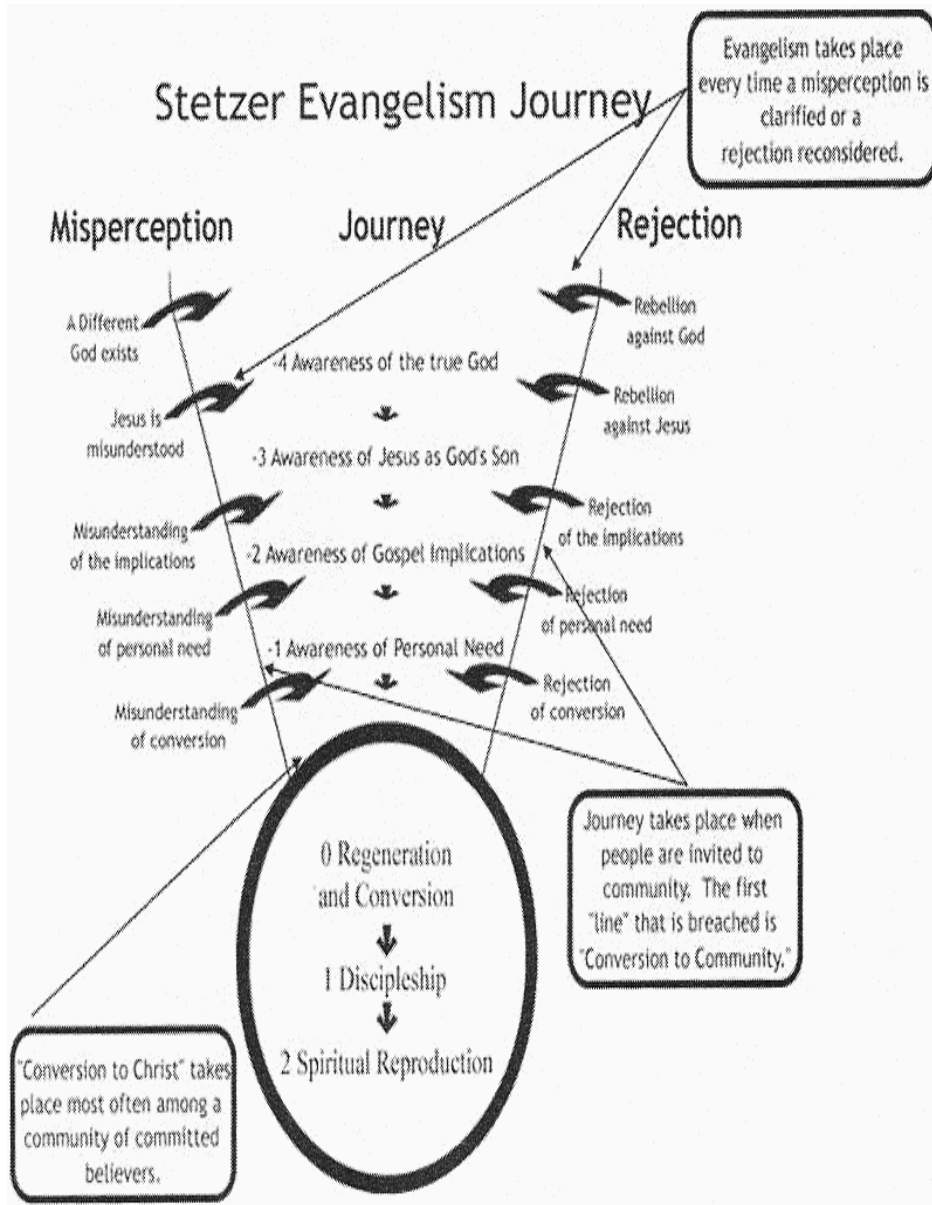 Evangelism takes place
every time a misperception is
clarified or a
rejection reconsidered.
Stetzer Evangelism Journey
Misperception
Journey
Rejection
A Different
God exists
Rebellion
against God
-4 Awareness of the true God
Jesus is
misunderstood
Rebellion
against Jesus
-3 Awareness of Jesus as God's Son
Misunderstanding
of the implications
Rejection
of the implications
-2 Awareness of Gospel Implications
Misunderstanding
of personal need
Rejection
of personal need
-1 Awareness of Personal Need
Misunderstanding
of conversion
Rejection
of conversion
0 Regeneration
and Conversion
1 Discipleship
2 Spiritual Reproduction
Journey takes place when
people are invited to
community. The first
"line" that is breached is
"Conversion to Community."
"Conversion to Christ" takes
place most often among a
community of committed
believers.